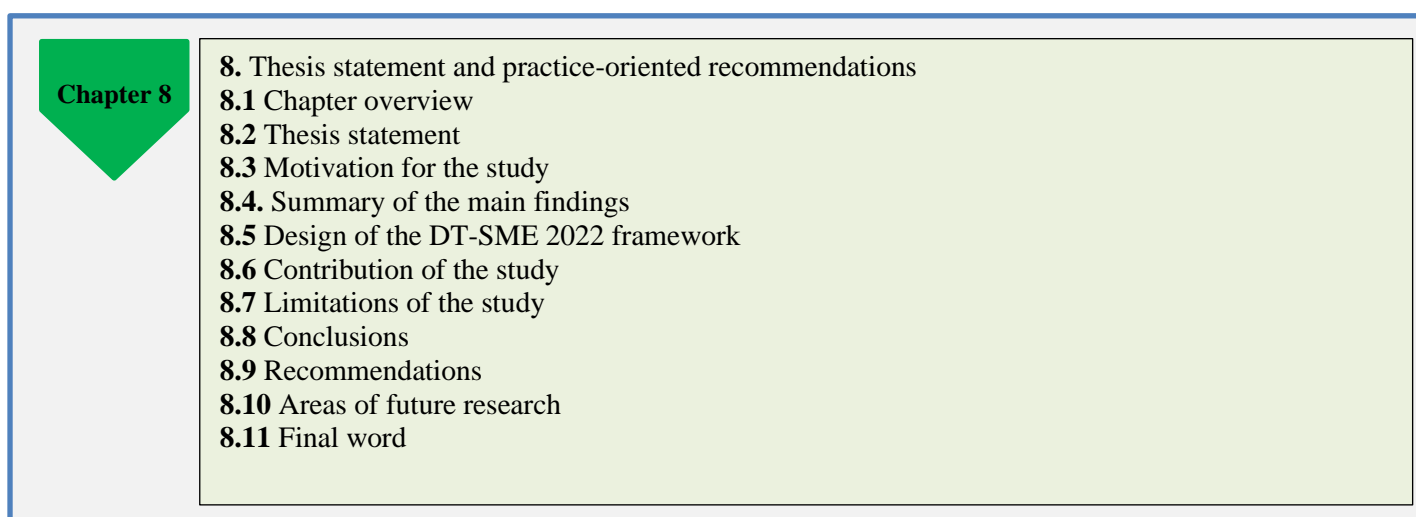 Chapter 8
8. Thesis statement and practice-oriented recommendations
8.1 Chapter overview
8.2 Thesis statement
8.3 Motivation for the study
8.4. Summary of the main findings
8.5 Design of the DT-SME 2022 framework
8.6 Contribution of the study
8.7 Limitations of the study
8.8 Conclusions
8.9 Recommendations
8.10 Areas of future research
8.11 Final word